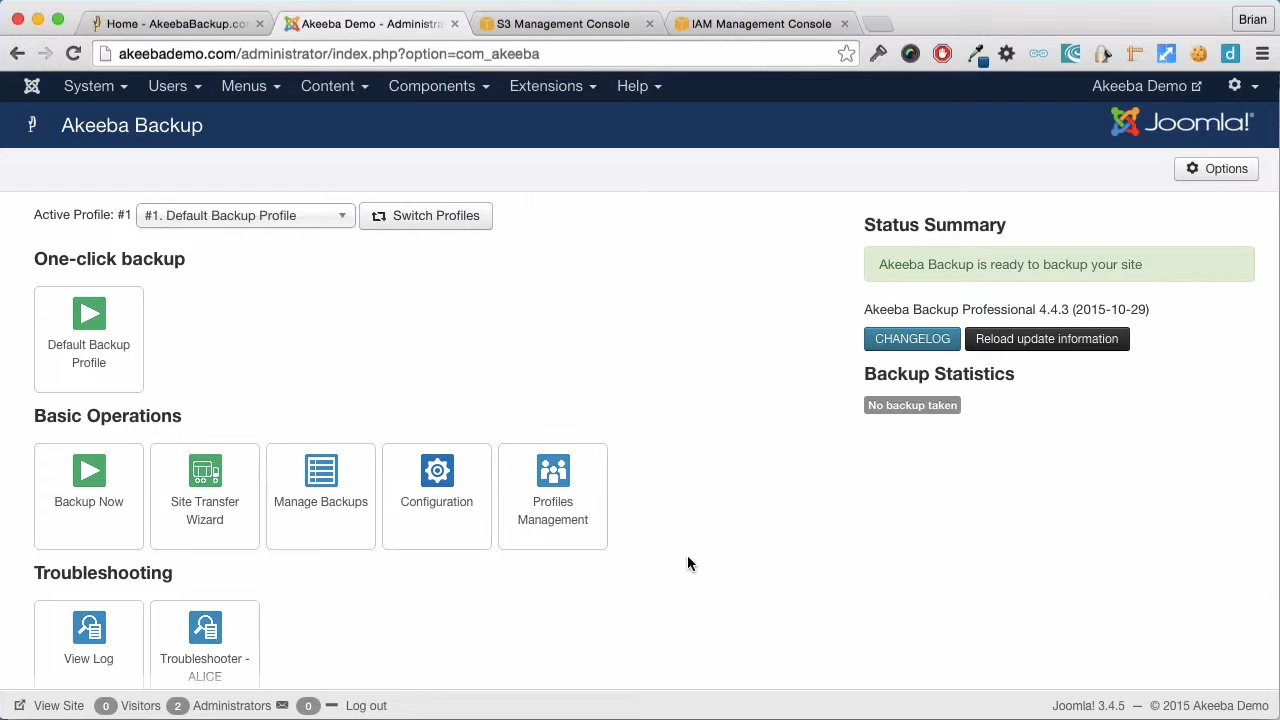 Home - AkeebaBackup.co
Akeeba Demo - Administra
S3 Management Console
IAM Management Console
Brian
akeebademo.com/administrator/index.php?option=com_akeeba
System Users Menus Content Components Extensions Help Akeeba Demo
Akeeba Backup
Joomla!
Options
Active Profile: #1 #1. Default Backup Profile Switch Profiles
One-click backup
Default Backup
Profile
Status Summary
Akeeba Backup is ready to backup your site
Akeeba Backup Professional 4.4.3 (2015-10-29)
CHANGELOG Reload update information
Backup Statistics
No backup taken
Basic Operations
Backup Now
Site Transfer
Wizard
Manage Backups
Configuration
Profiles
Management
Troubleshooting
View Log
Troubleshooter -
ALICE
View Site 0 Visitors 2 Administrators 0 Log out Joomla! 3.4.5 — © 2015 Akeeba Demo